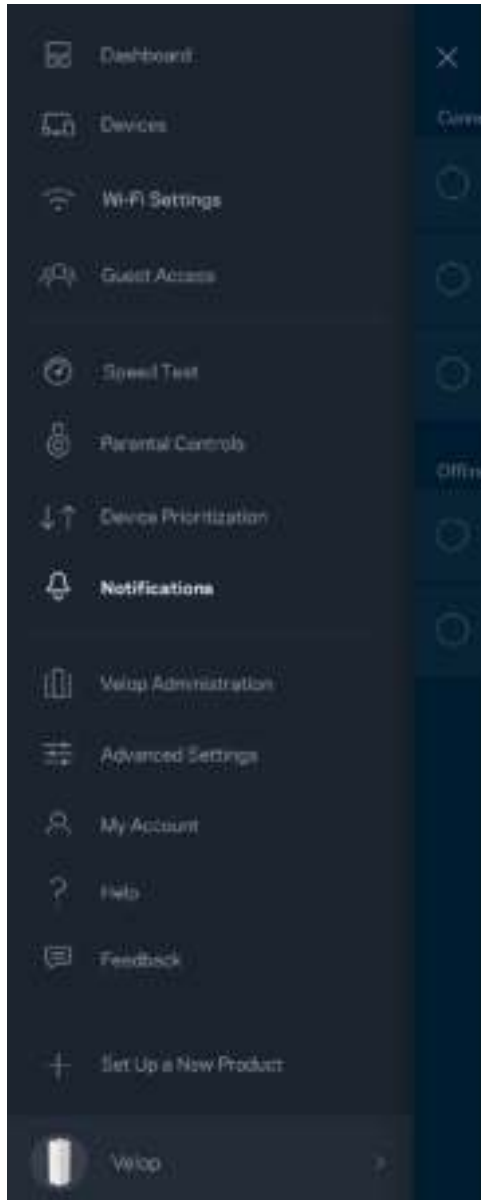 Dashboard
Devices
Wi-Fi Settings
Guest Access
Speed Test
Parental Controls
Device Prioritization
Notifications
Velop Administration
Advanced Settings
My Account
Help
Feedback
Set Up a New Product
Velop